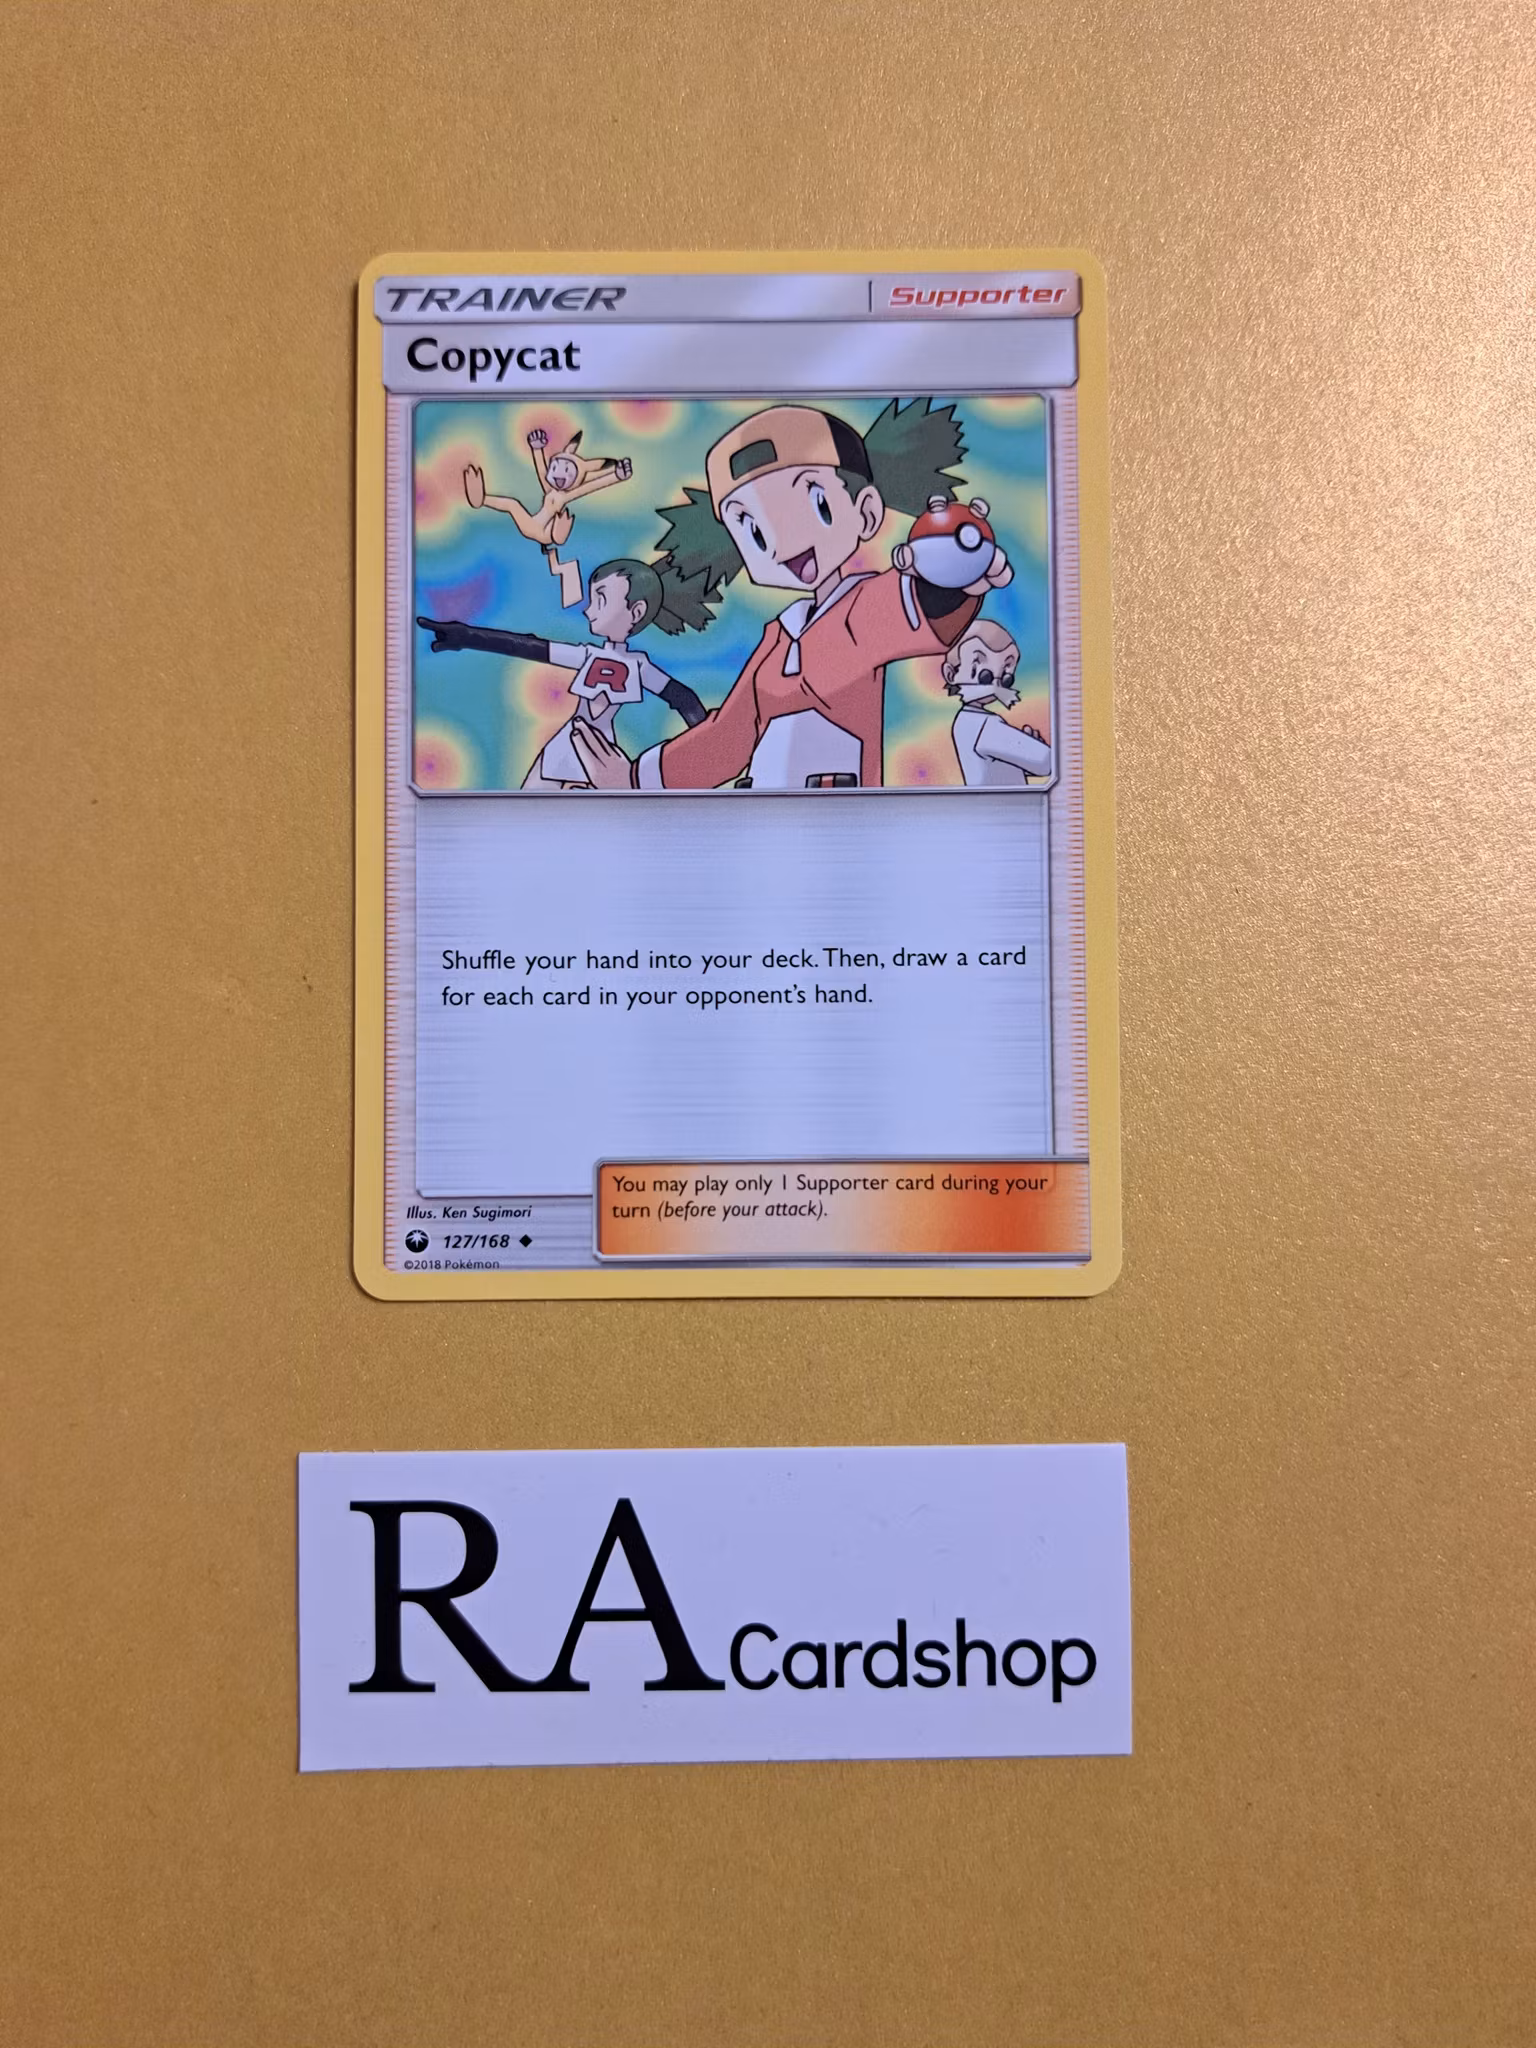 TRAINER Supporter
Copycat
R
Shuffle your hand into your deck. Then, draw a card
for each card in your opponent's hand.
You may play only 1 Supporter card during your
turn (before your attack).
Illus. Ken Sugimori
127/168
©2018 Pokémon
RA Cardshop